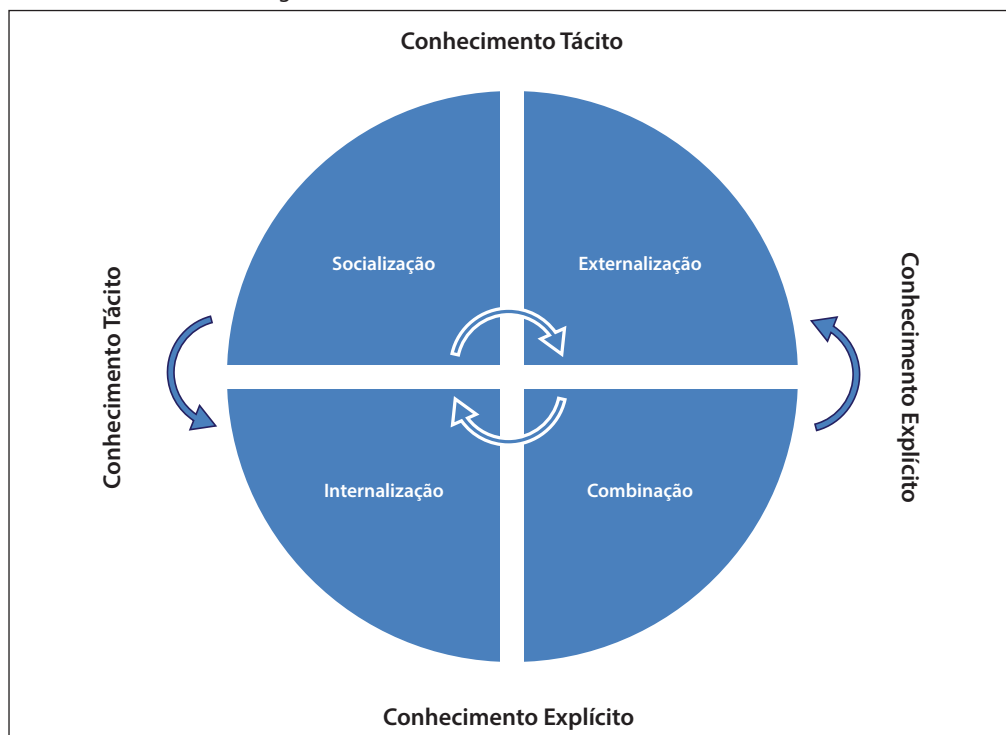 Conhecimento Tácito
Socialização
Externalização
Conhecimento Tácito
Conhecimento Explícito
Internalização
Combinação
Conhecimento Explícito